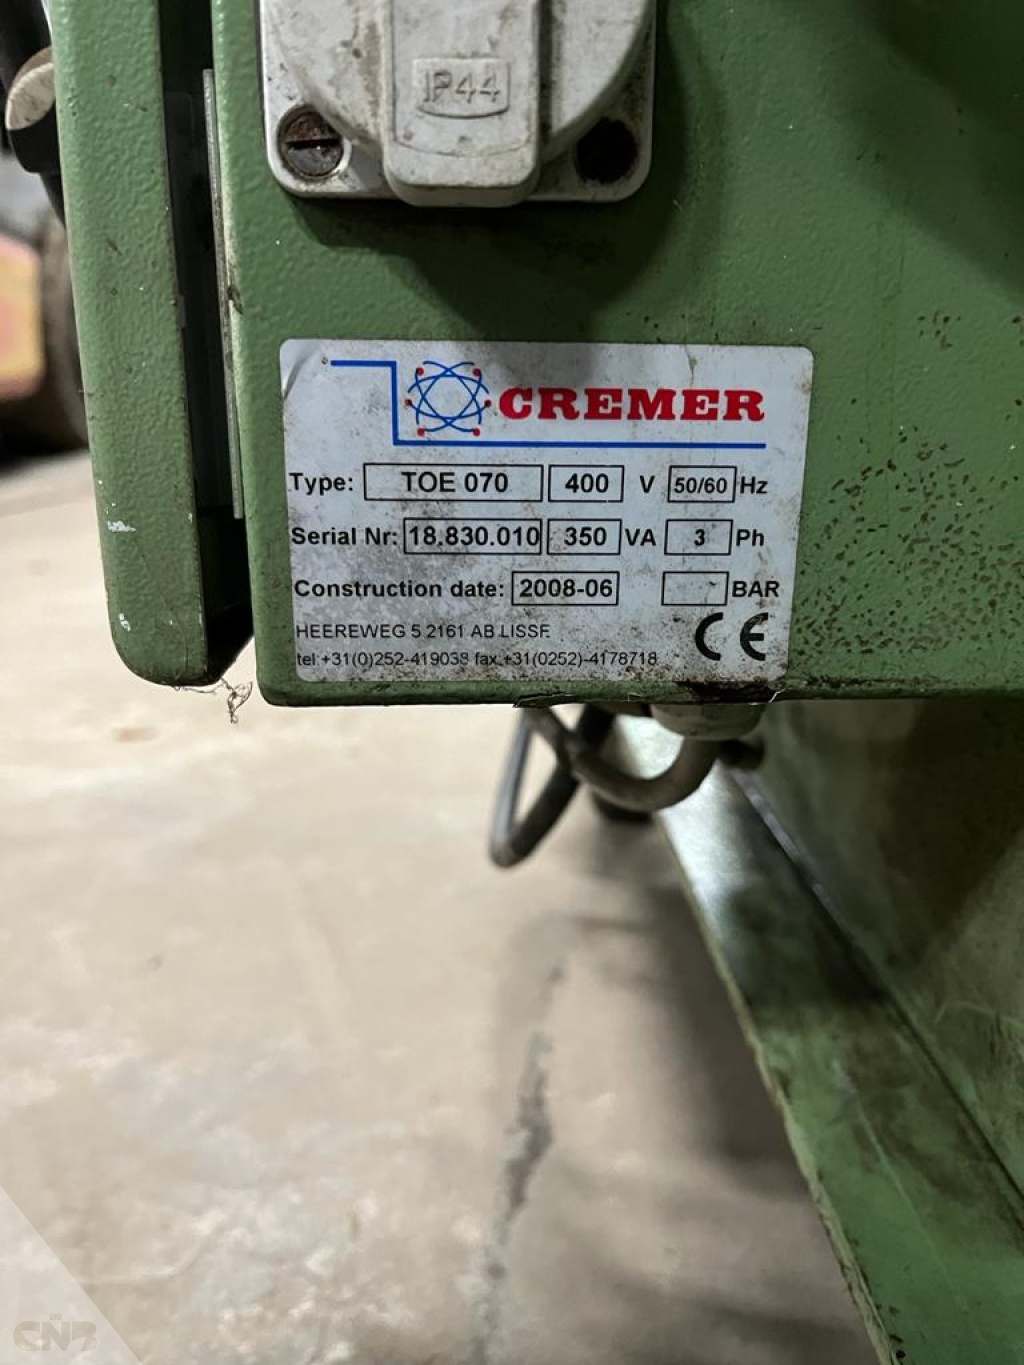 IP44
CREMER
Type: TOE 070 400 V 50/60 Hz
Serial Nr: 18.830.010 350 VA 3 Ph
Construction date: 2008-06 BAR
HEEREWEG 5 2161 AB LISSE CE
tel:+31(0)252-419038 fax:+31(0252)-4178718